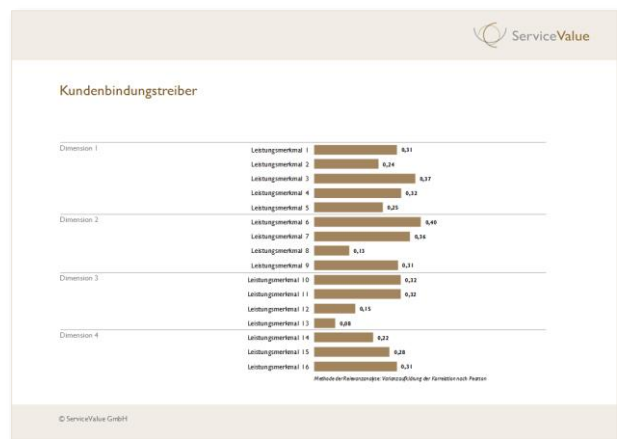 ServiceValue
Kundenbindungstreiber
Dimension 1
Leistungsmerkmal 1 0,31
Leistungsmerkmal 2 0,24
Leistungsmerkmal 3 0,37
Leistungsmerkmal 4 0,32
Leistungsmerkmal 5 0,25
Dimension 2
Leistungsmerkmal 6 0,40
Leistungsmerkmal 7 0,36
Leistungsmerkmal 8 0,13
Leistungsmerkmal 9 0,31
Dimension 3
Leistungsmerkmal 10 0,32
Leistungsmerkmal 11 0,32
Leistungsmerkmal 12 0,15
Leistungsmerkmal 13 0,08
Dimension 4
Leistungsmerkmal 14 0,22
Leistungsmerkmal 15 0,28
Leistungsmerkmal 16 0,31
Methode der Relevanzanalyse: Varianzaufklärung der Korrelation nach Pearson
© ServiceValue GmbH